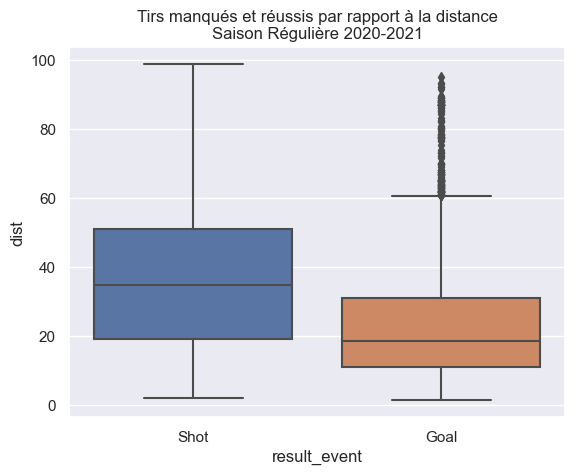 Tirs manqués et réussis par rapport à la distance
Saison Régulière 2020-2021
100
80
60
40
20
0
dist
Shot
Goal
result_event